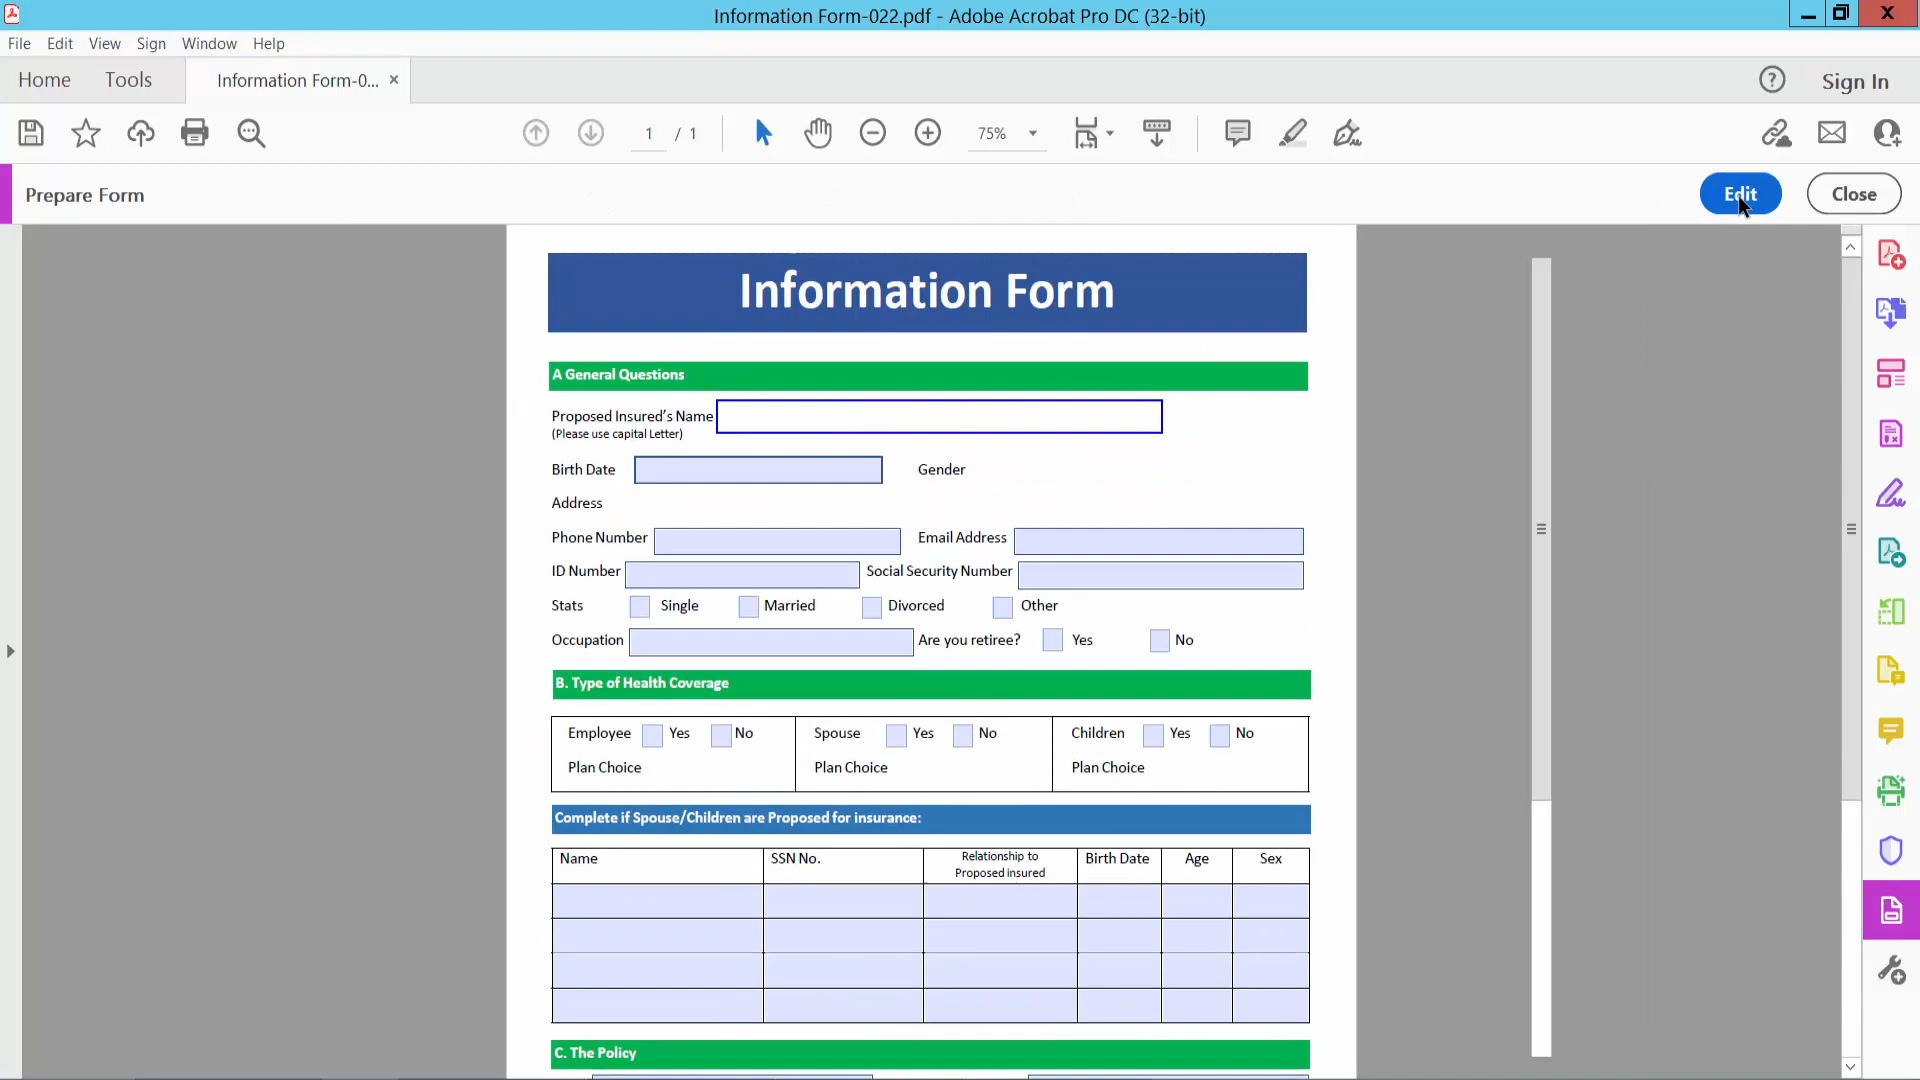 Information Form-022.pdf - Adobe Acrobat Pro DC (32-bit)
File Edit View Sign Window Help
Home Tools Information Form-0... × Sign In
1 / 1 75%
Prepare Form Edit Close
Information Form
A General Questions
Proposed Insured’s Name
(Please use capital Letter)
Birth Date Gender
Address
Phone Number Email Address
ID Number Social Security Number
Stats Single Married Divorced Other
Occupation Are you retiree? Yes No
B. Type of Health Coverage
Employee Yes No Spouse Yes No Children Yes No
Plan Choice Plan Choice Plan Choice
Complete if Spouse/Children are Proposed for insurance:
Name SSN No. Relationship to Proposed insured Birth Date Age Sex
C. The Policy